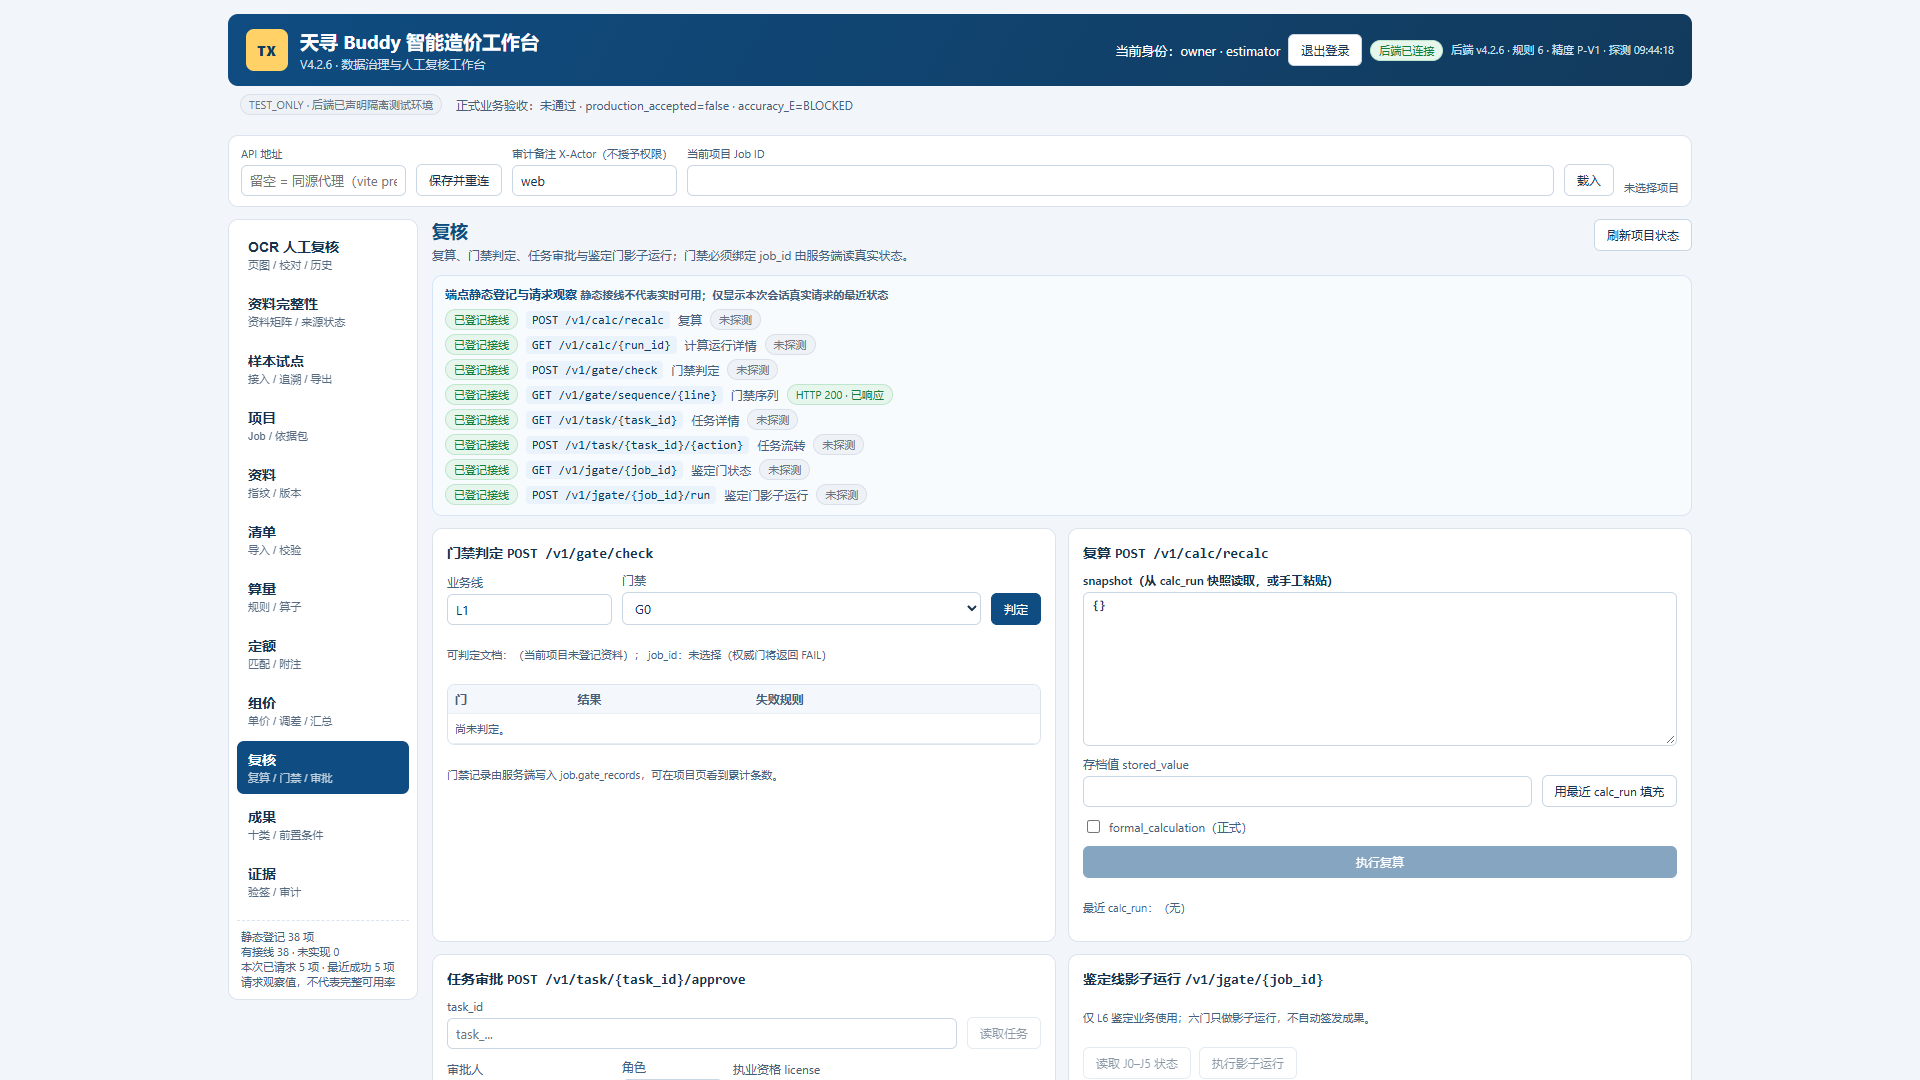 TX
天寻 Buddy 智能造价工作台
V4.2.6 · 数据治理与人工复核工作台
当前身份：owner · estimator
退出登录
后端已连接
后端 v4.2.6 · 规则 6 · 精度 P-V1 · 探测 09:44:18
TEST_ONLY · 后端已声明隔离测试环境
正式业务验收：未通过 · production_accepted=false · accuracy_E=BLOCKED
API 地址
留空 = 同源代理（vite pre
保存并重连
审计备注 X-Actor（不授予权限）
web
当前项目 Job ID
载入
未选择项目
OCR 人工复核
页图 / 校对 / 历史
资料完整性
资料矩阵 / 来源状态
样本试点
接入 / 追溯 / 导出
项目
Job / 依据包
资料
指纹 / 版本
清单
导入 / 校验
算量
规则 / 算子
定额
匹配 / 附注
组价
单价 / 调差 / 汇总
复核
复算 / 门禁 / 审批
成果
十类 / 前置条件
证据
验签 / 审计
静态登记 38 项
有接线 38 · 未实现 0
本次已请求 5 项 · 最近成功 5 项
请求观察值，不代表完整可用率
复核
复算、门禁判定、任务审批与鉴定门影子运行；门禁必须绑定 job_id 由服务端读真实状态。
刷新项目状态
端点静态登记与请求观察 静态接线不代表实时可用；仅显示本次会话真实请求的最近状态
已登记接线 POST /v1/calc/recalc 复算 未探测
已登记接线 GET /v1/calc/{run_id} 计算运行详情 未探测
已登记接线 POST /v1/gate/check 门禁判定 未探测
已登记接线 GET /v1/gate/sequence/{line} 门禁序列 HTTP 200 · 已响应
已登记接线 GET /v1/task/{task_id} 任务详情 未探测
已登记接线 POST /v1/task/{task_id}/{action} 任务流转 未探测
已登记接线 GET /v1/jgate/{job_id} 鉴定门状态 未探测
已登记接线 POST /v1/jgate/{job_id}/run 鉴定门影子运行 未探测
门禁判定 POST /v1/gate/check
业务线
L1
门禁
G0
判定
可判定文档：（当前项目未登记资料）；job_id：未选择（权威门将返回 FAIL）
门 结果 失败规则
尚未判定。
门禁记录由服务端写入 job.gate_records，可在项目页看到累计条数。
复算 POST /v1/calc/recalc
snapshot（从 calc_run 快照读取，或手工粘贴）
{}
存档值 stored_value
用最近 calc_run 填充
formal_calculation（正式）
执行复算
最近 calc_run：（无）
任务审批 POST /v1/task/{task_id}/approve
task_id
task_...
读取任务
审批人
角色
执业资格 license
鉴定线影子运行 /v1/jgate/{job_id}
仅 L6 鉴定业务使用；六门只做影子运行，不自动签发成果。
读取 J0–J5 状态
执行影子运行